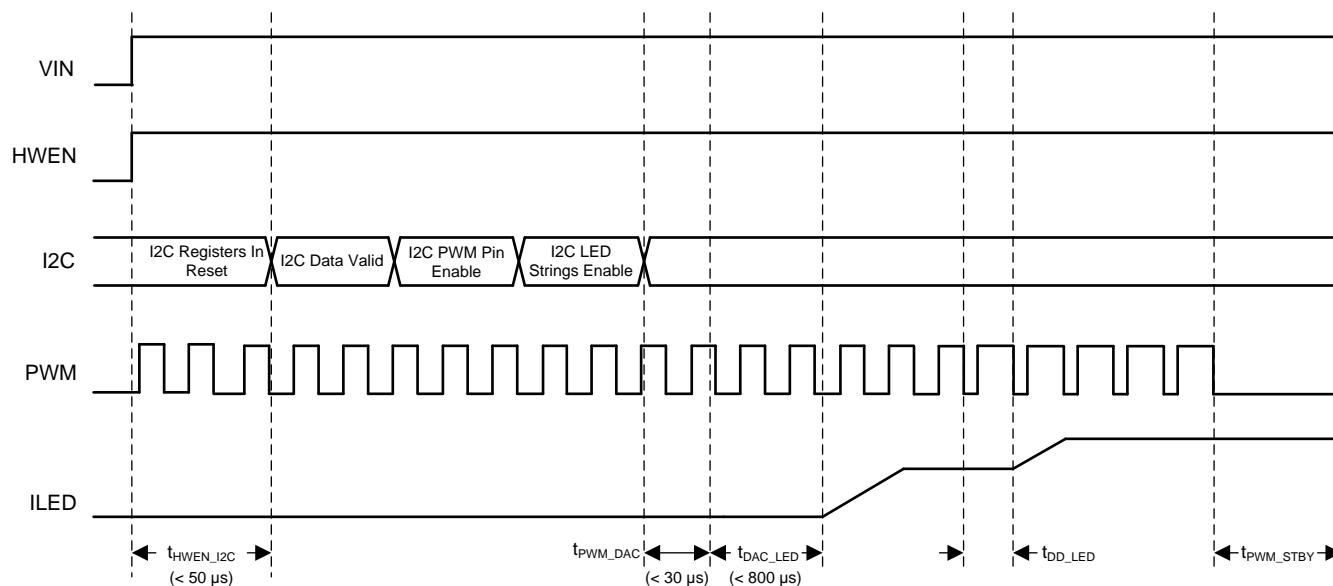 VIN
HWEN
I2C
I2C Registers In
Reset
I2C Data Valid
I2C PWM Pin
Enable
I2C LED
Strings Enable
PWM
ILED
tHWEN_I2C
(< 50 µs)
tPWM_DAC
(< 30 µs)
tDAC_LED
(< 800 µs)
tDD_LED
tPWM_STBY